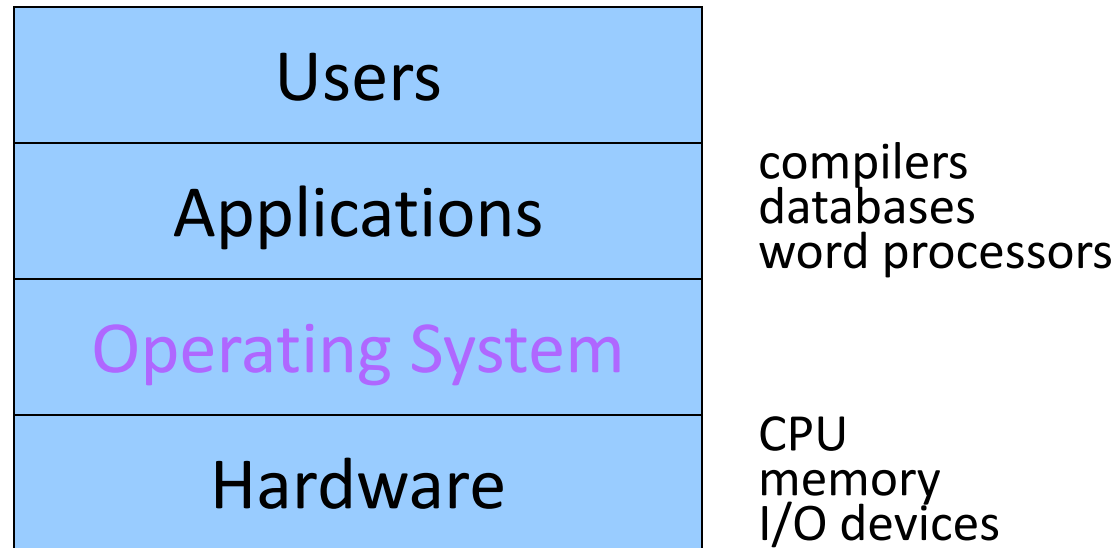 Users
Applications
compilers
databases
word processors
Operating System
Hardware
CPU
memory
I/O devices